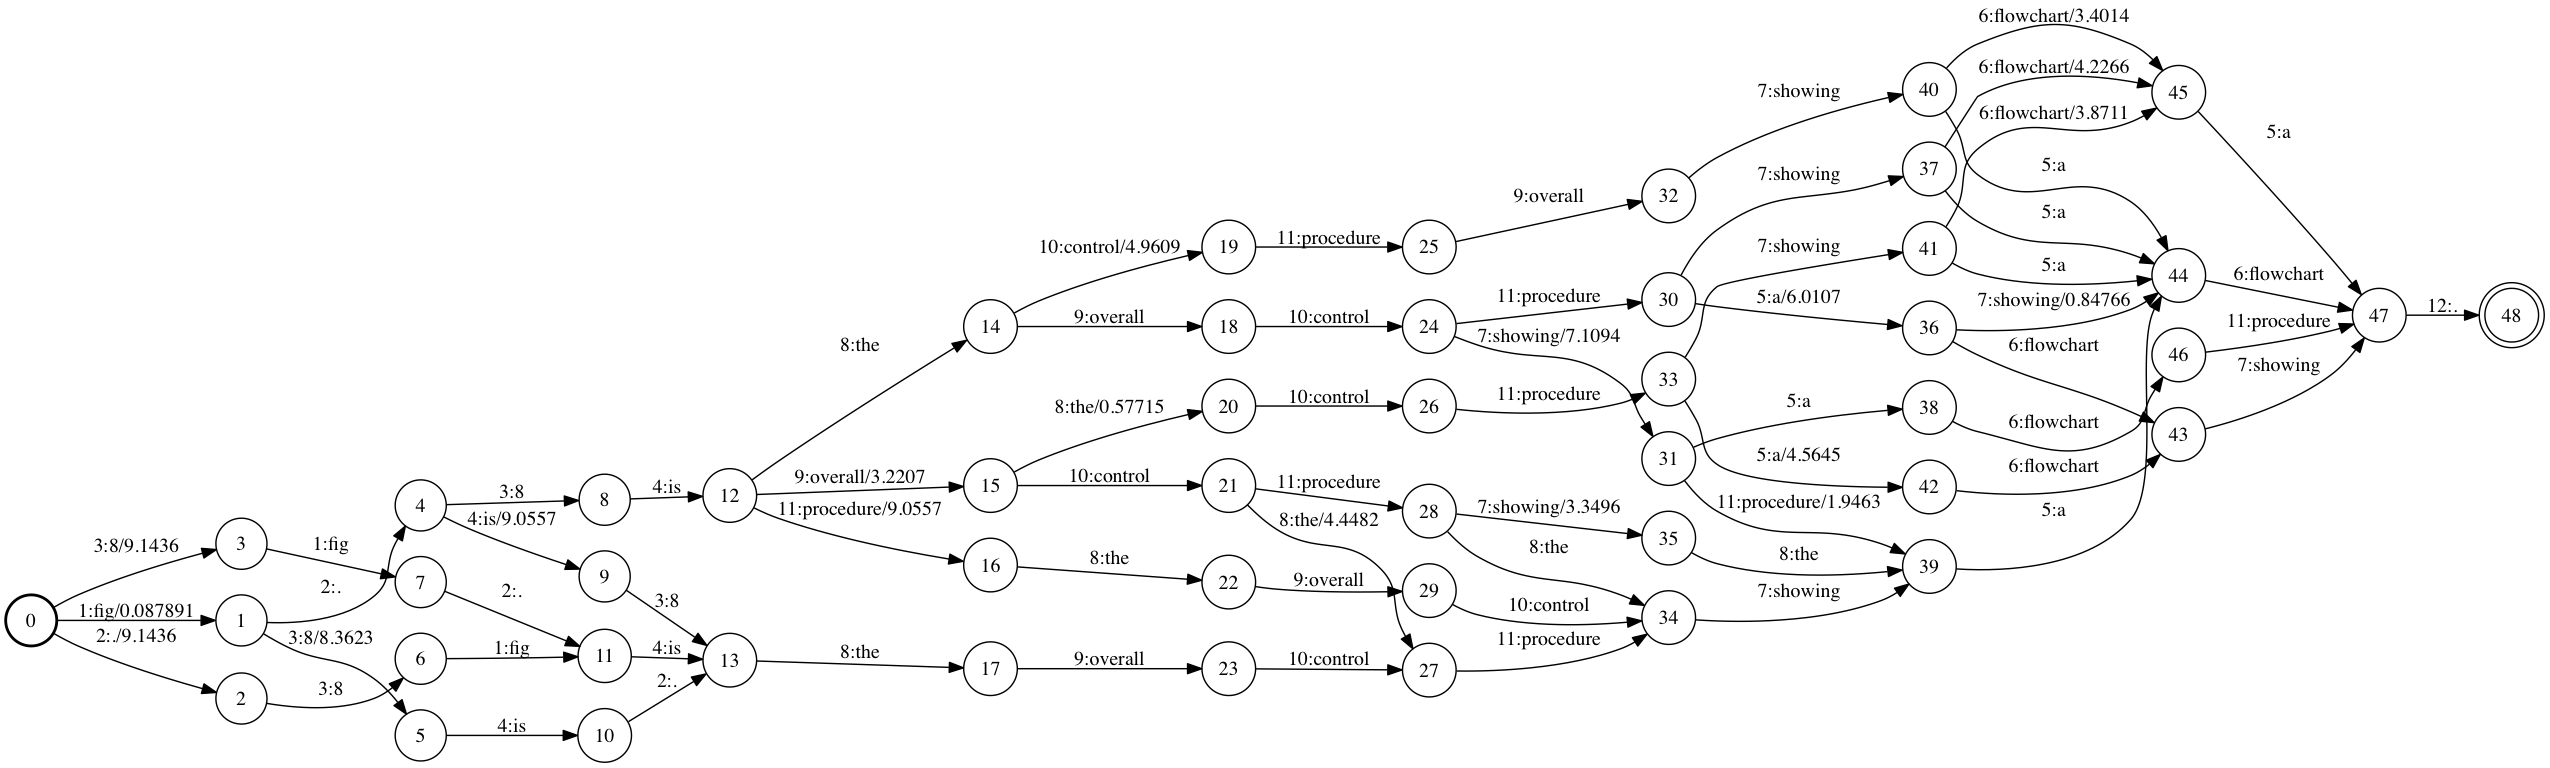 6:flowchart/3.4014
6:flowchart/4.2266
40
7:showing
45
6:flowchart/3.8711
5:a
37
5:a
7:showing
32
9:overall
5:a
10:control/4.9609
19
11:procedure
25
7:showing
41
5:a
44
6:flowchart
8:the
14
9:overall
18
10:control
24
11:procedure
30
5:a/6.0107
7:showing/0.84766
36
47
12:.
48
7:showing/7.1094
6:flowchart
46
11:procedure
8:the/0.57715
20
10:control
26
11:procedure
33
5:a
38
6:flowchart
43
7:showing
31
5:a/4.5645
42
6:flowchart
3:8
8
4:is
12
9:overall/3.2207
15
10:control
21
11:procedure
28
7:showing/3.3496
35
11:procedure/1.9463
5:a
4
4:is/9.0557
11:procedure/9.0557
8:the/4.4482
8:the
8:the
39
3:8/9.1436
3
1:fig
7
2:.
9
3:8
16
8:the
22
9:overall
29
10:control
34
7:showing
2:.
0
1:fig/0.087891
1
3:8/8.3623
2:./9.1436
6
1:fig
11
4:is
13
8:the
17
9:overall
23
10:control
27
11:procedure
2
3:8
5
4:is
10
2:.